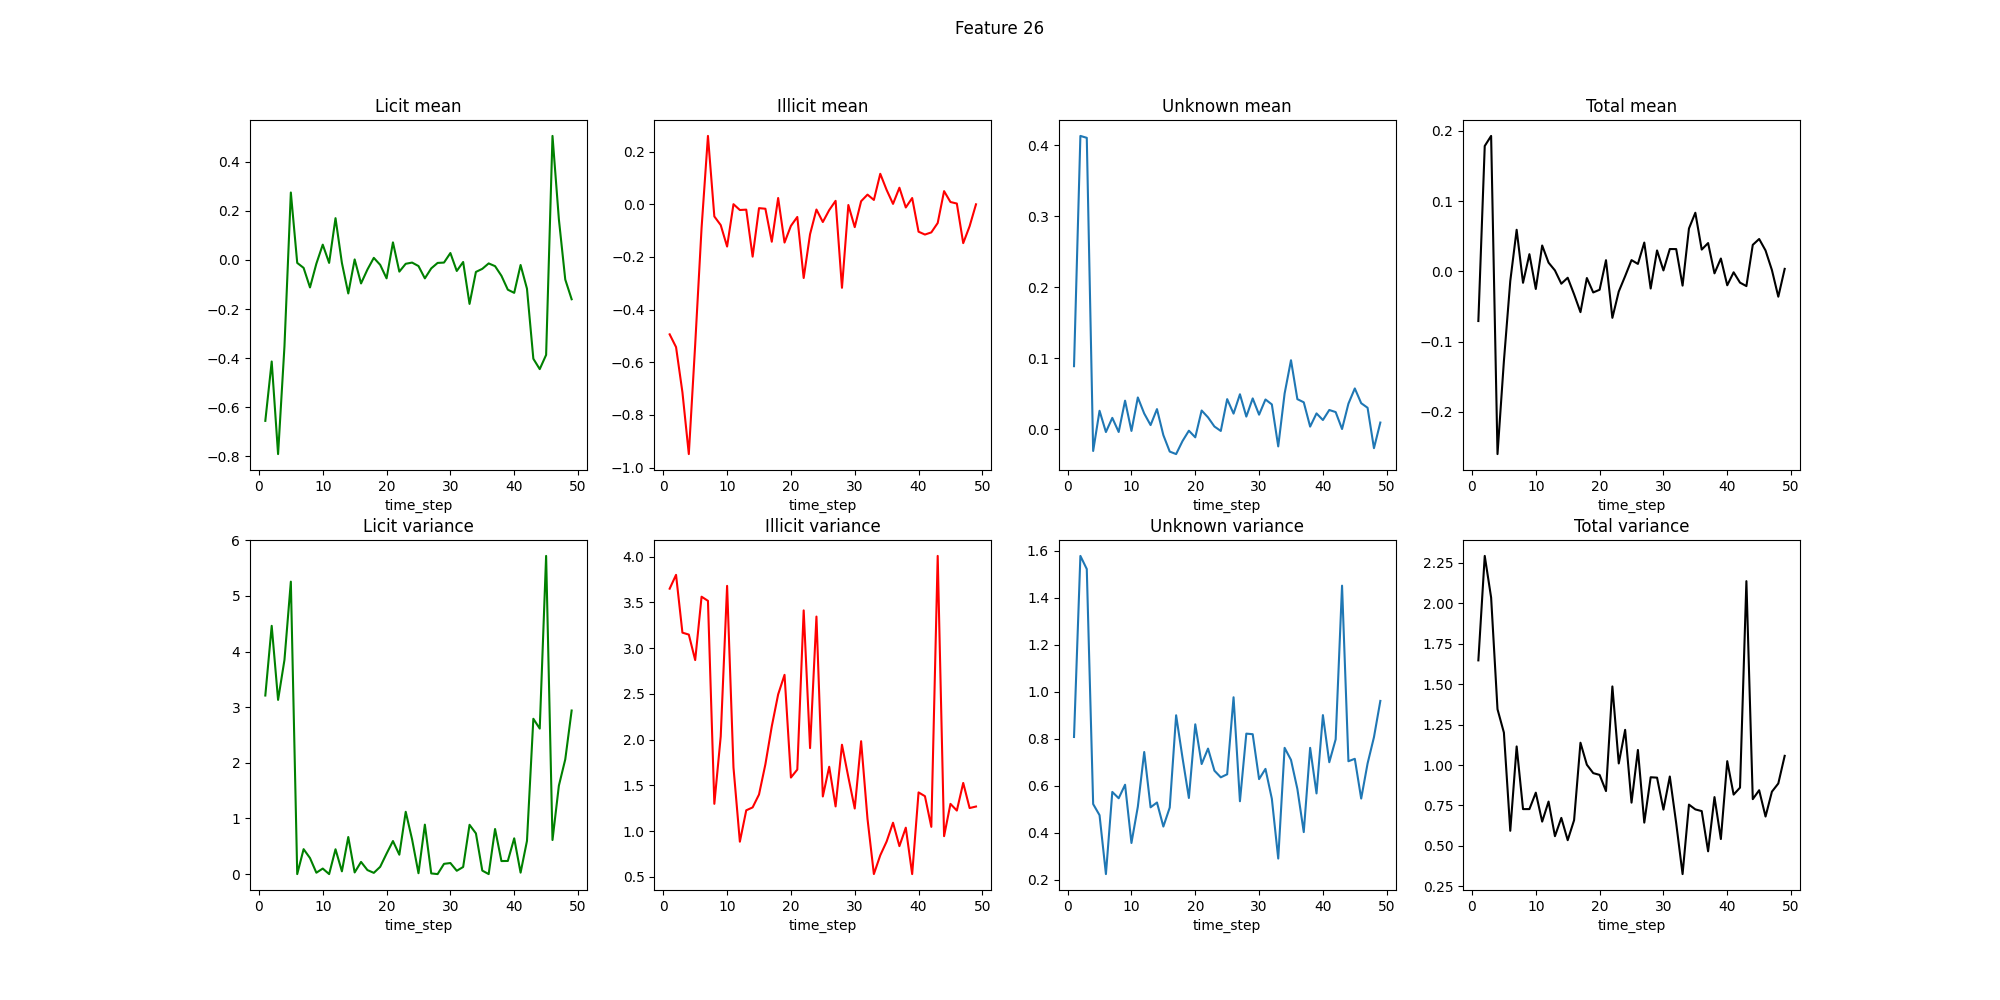 Feature 26
Licit mean
Illicit mean
Unknown mean
Total mean
0.4
0.2
0.0
−0.2
−0.4
−0.6
−0.8
0.2
0.0
−0.2
−0.4
−0.6
−0.8
−1.0
0.4
0.3
0.2
0.1
0.0
0.2
0.1
0.0
−0.1
−0.2
0 10 20 30 40 50
0 10 20 30 40 50
0 10 20 30 40 50
0 10 20 30 40 50
time_step
time_step
time_step
time_step
Licit variance
Illicit variance
Unknown variance
Total variance
6
5
4
3
2
1
0
4.0
3.5
3.0
2.5
2.0
1.5
1.0
0.5
1.6
1.4
1.2
1.0
0.8
0.6
0.4
0.2
2.25
2.00
1.75
1.50
1.25
1.00
0.75
0.50
0.25
0 10 20 30 40 50
0 10 20 30 40 50
0 10 20 30 40 50
0 10 20 30 40 50
time_step
time_step
time_step
time_step